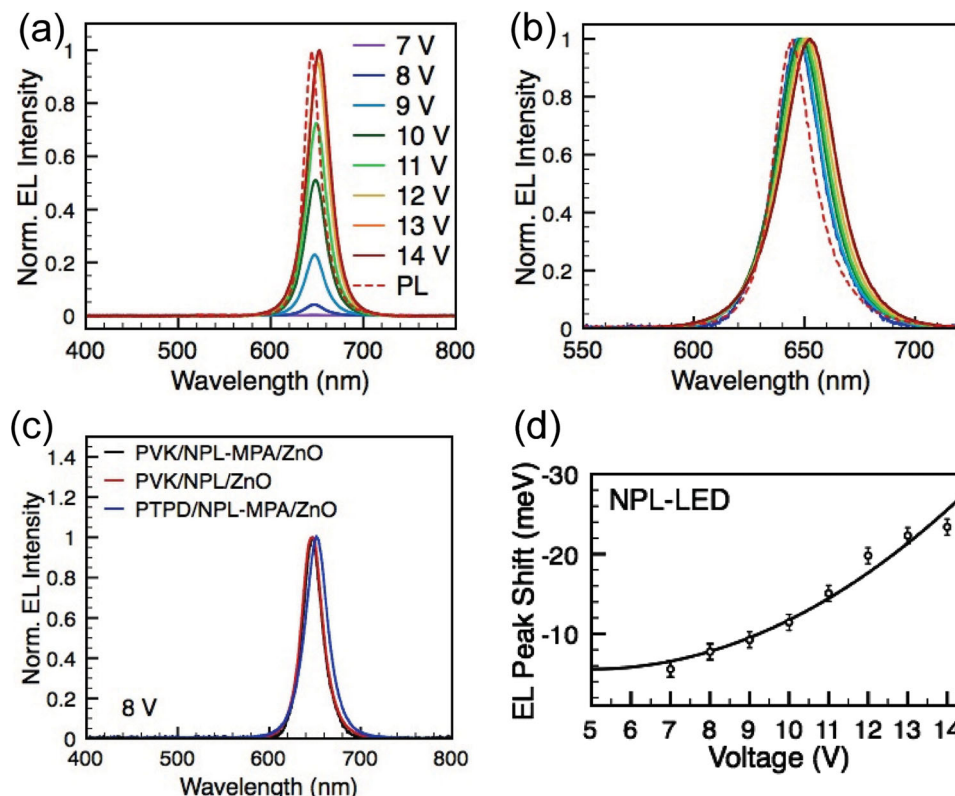 (a)
Norm. EL Intensity
1
0.8
0.6
0.4
0.2
0
400 500 600 700 800
Wavelength (nm)
7 V
8 V
9 V
10 V
11 V
12 V
13 V
14 V
PL
(b)
Norm. EL Intensity
1
0.8
0.6
0.4
0.2
0
550 600 650 700
Wavelength (nm)
(c)
Norm. EL Intensity
1.4
1.2
1
0.8
0.6
0.4
0.2
0
400 500 600 700 800
Wavelength (nm)
PVK/NPL-MPA/ZnO
PVK/NPL/ZnO
PTPD/NPL-MPA/ZnO
8 V
(d)
EL Peak Shift (meV)
-30
-20
-10
5 6 7 8 9 10 11 12 13 14
Voltage (V)
NPL-LED